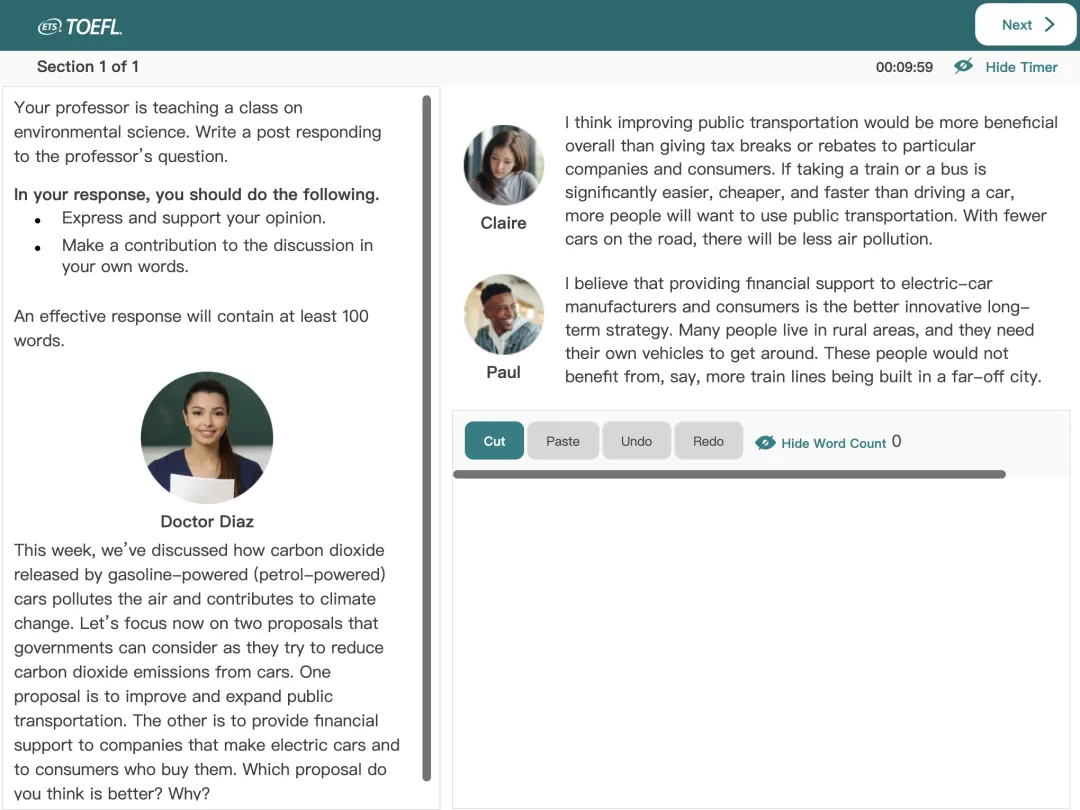 ETS TOEFL
Next
Section 1 of 1
00:09:59
Hide Timer
Your professor is teaching a class on
environmental science. Write a post responding
to the professor's question.
In your response, you should do the following.
• Express and support your opinion.
• Make a contribution to the discussion in
your own words.
An effective response will contain at least 100
words.
Doctor Diaz
This week, we've discussed how carbon dioxide
released by gasoline-powered (petrol-powered)
cars pollutes the air and contributes to climate
change. Let's focus now on two proposals that
governments can consider as they try to reduce
carbon dioxide emissions from cars. One
proposal is to improve and expand public
transportation. The other is to provide financial
support to companies that make electric cars and
to consumers who buy them. Which proposal do
you think is better? Why?
I think improving public transportation would be more beneficial
overall than giving tax breaks or rebates to particular
companies and consumers. If taking a train or a bus is
significantly easier, cheaper, and faster than driving a car,
more people will want to use public transportation. With fewer
cars on the road, there will be less air pollution.
Claire
I believe that providing financial support to electric-car
manufacturers and consumers is the better innovative long-
term strategy. Many people live in rural areas, and they need
their own vehicles to get around. These people would not
benefit from, say, more train lines being built in a far-off city.
Paul
Cut
Paste
Undo
Redo
Hide Word Count 0